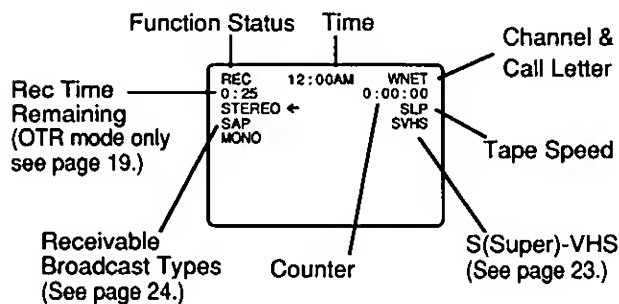 Function Status
Time
Channel &
Call Letter
Rec Time
Remaining
(OTR mode only
see page 19.)
REC 12:00AM WNET
0:25 0:00:00
STEREO ← SLP
SAP SVHS
MONO
Tape Speed
Receivable
Broadcast Types
(See page 24.)
Counter
S(Super)-VHS
(See page 23.)